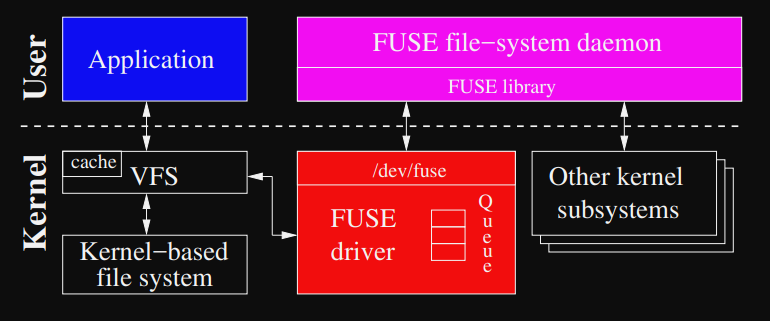 User
Application
FUSE file−system daemon
FUSE library
Kernel
cache
VFS
Kernel−based
file system
/dev/fuse
FUSE
driver
Queue
Other kernel
subsystems